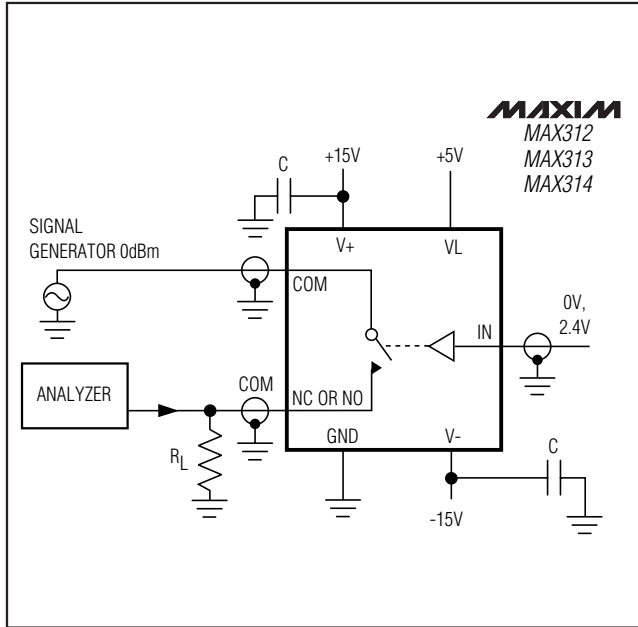 MAXIM
MAX312
MAX313
MAX314
C
+15V
+5V
SIGNAL
GENERATOR 0dBm
V+
VL
COM
IN
0V,
2.4V
ANALYZER
COM
NC OR NO
RL
GND
V-
C
-15V